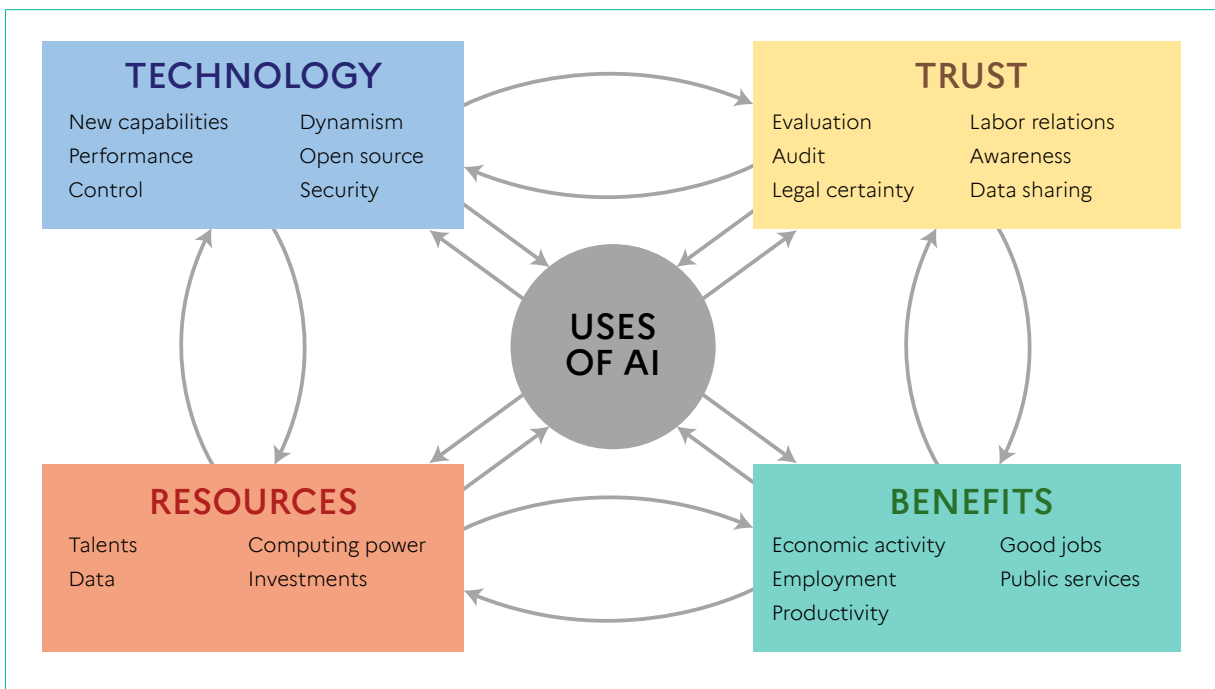 TECHNOLOGY
New capabilities
Performance
Control
Dynamism
Open source
Security
TRUST
Evaluation
Audit
Legal certainty
Labor relations
Awareness
Data sharing
USES
OF AI
RESOURCES
Talents
Data
Computing power
Investments
BENEFITS
Economic activity
Employment
Productivity
Good jobs
Public services